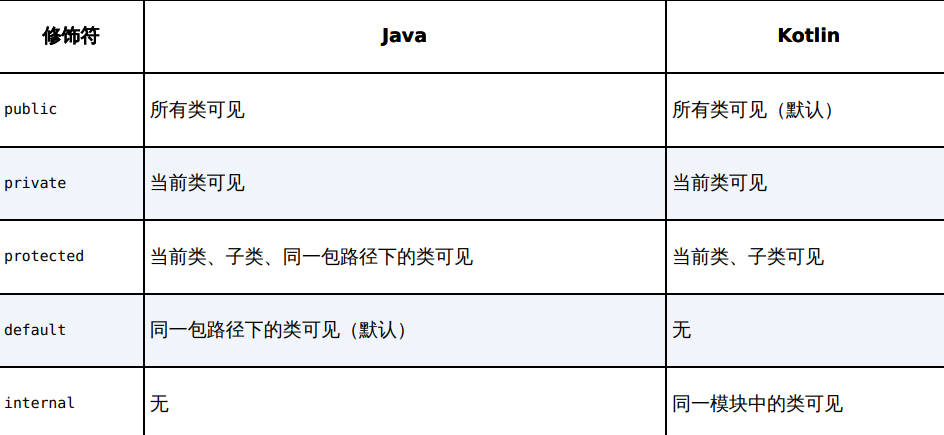 修饰符 Java Kotlin
public 所有类可见 所有类可见（默认）
private 当前类可见 当前类可见
protected 当前类、子类、同一包路径下的类可见 当前类、子类可见
default 同一包路径下的类可见（默认） 无
internal 无 同一模块中的类可见